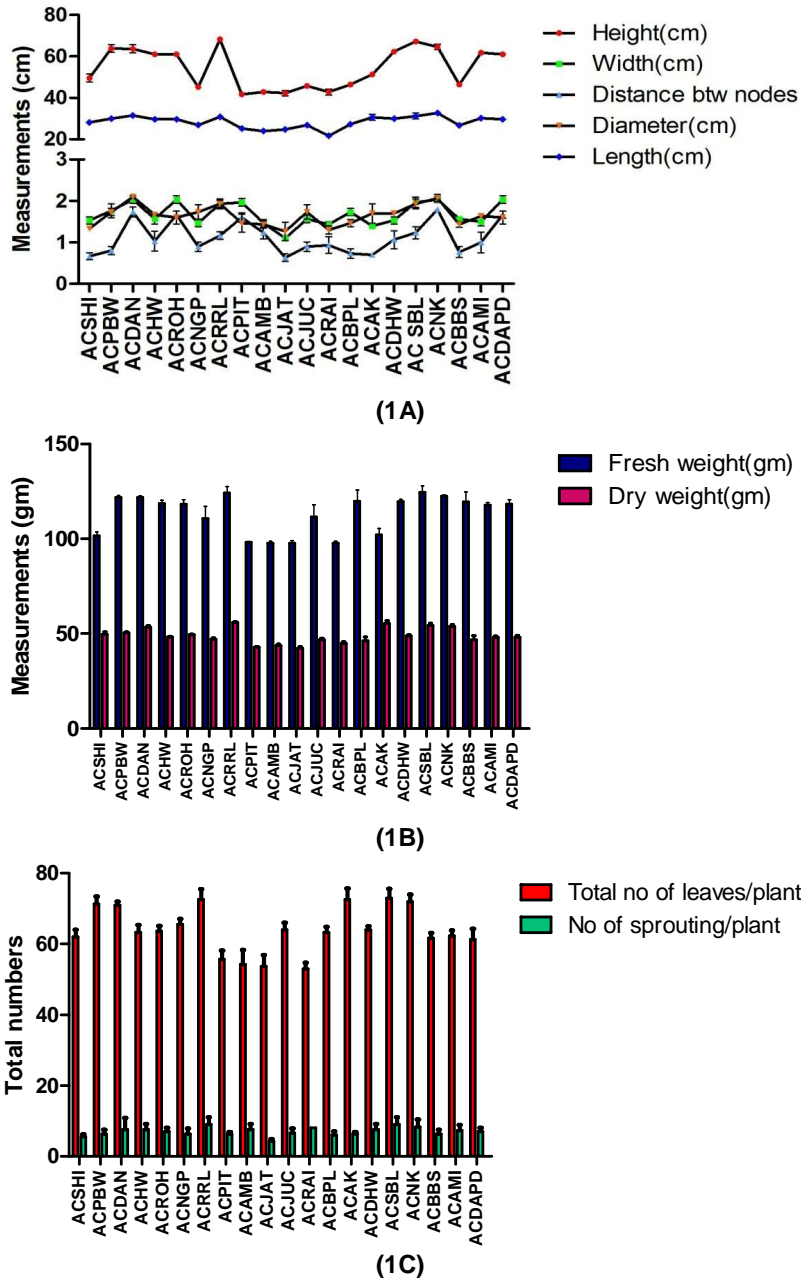 Measurements (cm)
80
60
40
20
3
2
1
0
ACSHI
ACPBW
ACDAN
ACHW
ACROH
ACNGP
ACRRL
ACPIT
ACAMB
ACJAT
ACJUC
ACRAI
ACBPL
ACAK
ACDHW
AC SBL
ACNK
ACBBS
ACAMI
ACDAPD
Height(cm)
Width(cm)
Distance btw nodes
Diameter(cm)
Length(cm)
(1A)
Measurements (gm)
150
100
50
0
ACSHI
ACPBW
ACDAN
ACHW
ACROH
ACNGP
ACRRL
ACPIT
ACAMB
ACJAT
ACJUC
ACRAI
ACBPL
ACAK
ACDHW
ACSBL
ACNK
ACBBS
ACAMI
ACDAPD
Fresh weight(gm)
Dry weight(gm)
(1B)
Total numbers
80
60
40
20
0
ACSHI
ACPBW
ACDAN
ACHW
ACROH
ACNGP
ACRRL
ACPIT
ACAMB
ACJAT
ACJUC
ACRAI
ACBPL
ACAK
ACDHW
ACSBL
ACNK
ACBBS
ACAMI
ACDAPD
Total no of leaves/plant
No of sprouting/plant
(1C)